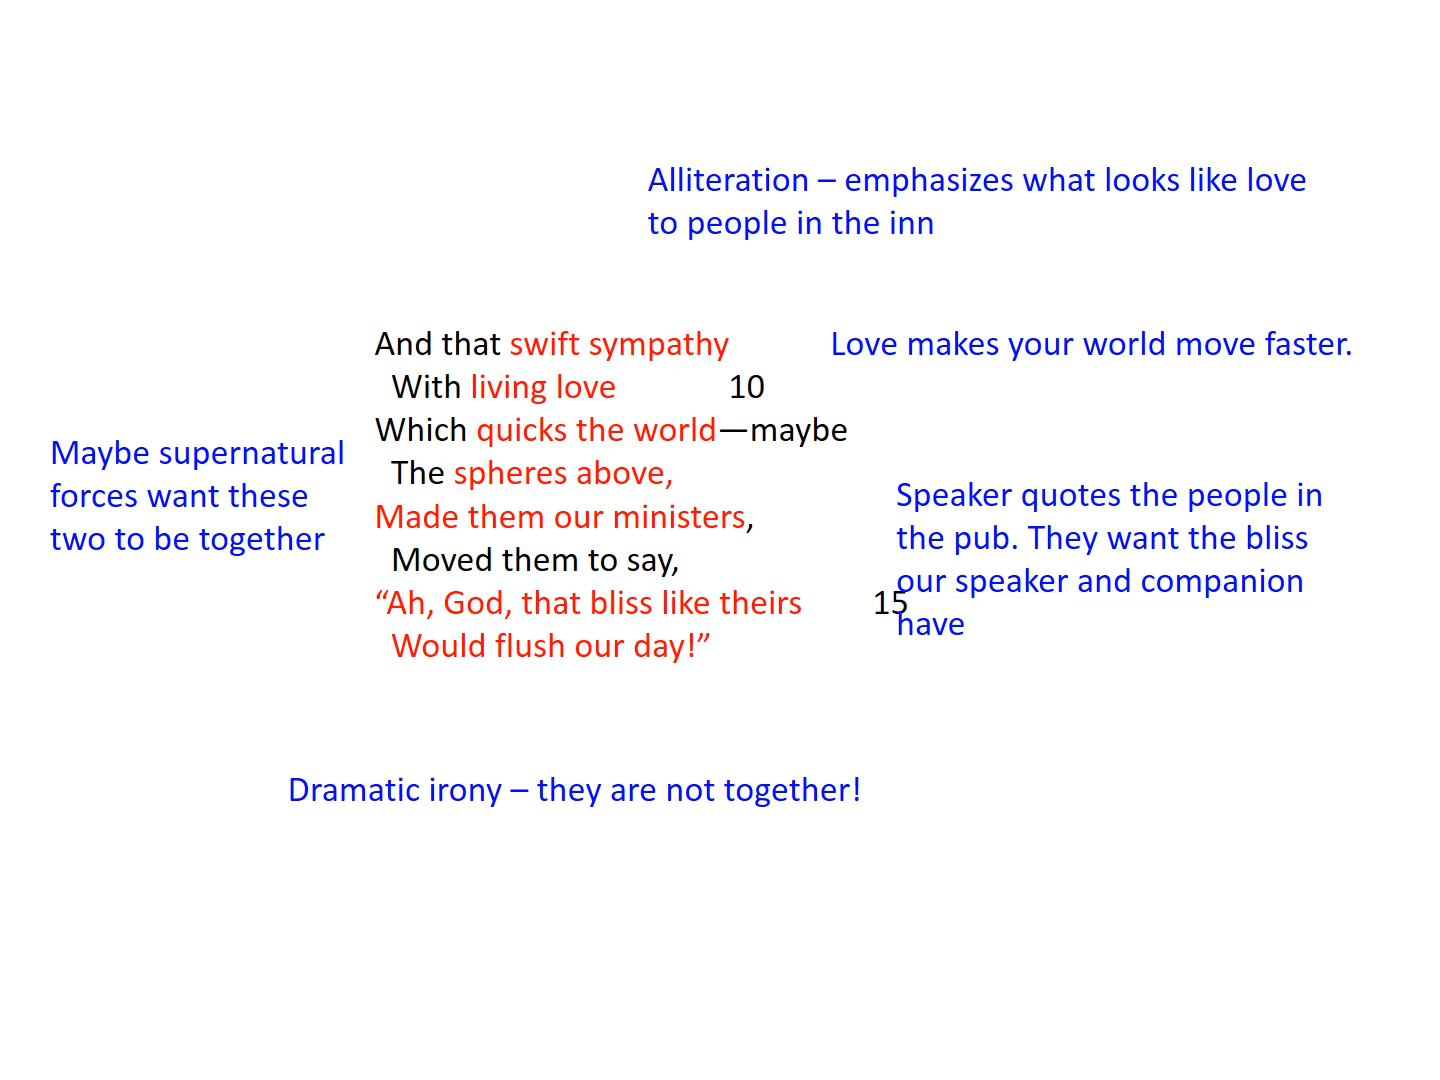 Alliteration – emphasizes what looks like love
to people in the inn
And that swift sympathy
With living love 10
Which quicks the world—maybe
The spheres above,
Made them our ministers,
Moved them to say,
“Ah, God, that bliss like theirs 15
Would flush our day!”
Love makes your world move faster.
Maybe supernatural
forces want these
two to be together
Speaker quotes the people in
the pub. They want the bliss
our speaker and companion
have
Dramatic irony – they are not together!